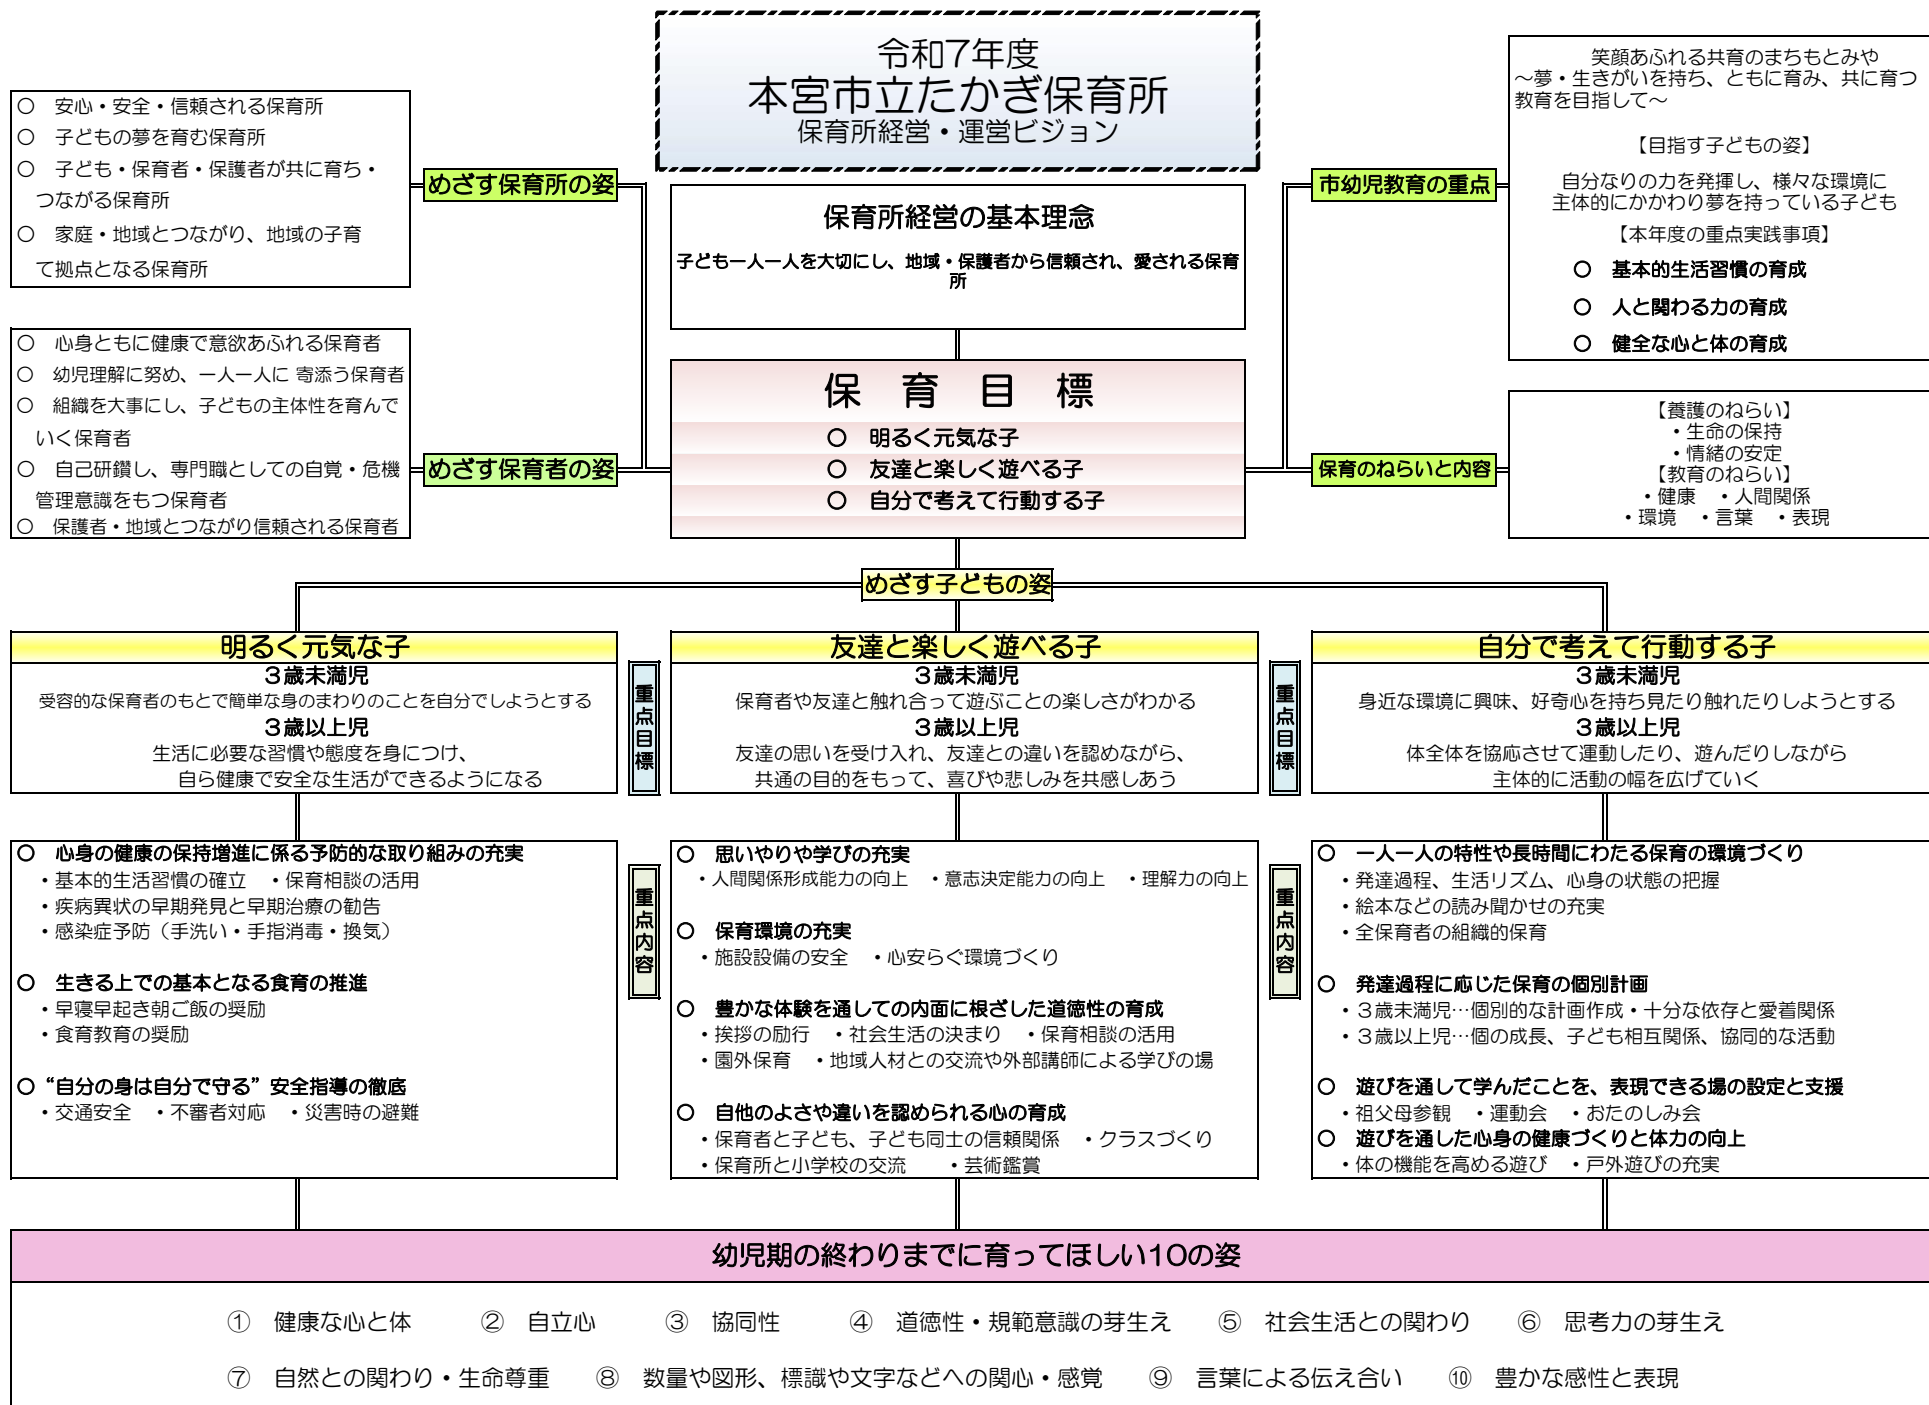 令和7年度
本宮市立たかぎ保育所
保育所経営・運営ビジョン
○　安心・安全・信頼される保育所
○　子どもの夢を育む保育所
○　子ども・保育者・保護者が共に育ち・
つながる保育所
○　家庭・地域とつながり、地域の子育
て拠点となる保育所
めざす保育所の姿
○　心身ともに健康で意欲あふれる保育者
○　幼児理解に努め、一人一人に 寄添う保育者
○　組織を大事にし、子どもの主体性を育んで
いく保育者
○　自己研鑽し、専門職としての自覚・危機
管理意識をもつ保育者
○　保護者・地域とつながり信頼される保育者
めざす保育者の姿
保育所経営の基本理念
子ども一人一人を大切にし、地域・保護者から信頼され、愛される保育
所
保　育　目　標
○　明るく元気な子
○　友達と楽しく遊べる子
○　自分で考えて行動する子
市幼児教育の重点
笑顔あふれる共育のまちもとみや
～夢・生きがいを持ち、ともに育み、共に育つ
教育を目指して～
【目指す子どもの姿】
自分なりの力を発揮し、様々な環境に
主体的にかかわり夢を持っている子ども
【本年度の重点実践事項】
○　基本的生活習慣の育成
○　人と関わる力の育成
○　健全な心と体の育成
保育のねらいと内容
【養護のねらい】
・生命の保持
・情緒の安定
【教育のねらい】
・健康　・人間関係
・環境　・言葉　・表現
めざす子どもの姿
明るく元気な子
３歳未満児
受容的な保育者のもとで簡単な身のまわりのことを自分でしようとする
３歳以上児
生活に必要な習慣や態度を身につけ、
自ら健康で安全な生活ができるようになる
重点目標
友達と楽しく遊べる子
３歳未満児
保育者や友達と触れ合って遊ぶことの楽しさがわかる
３歳以上児
友達の思いを受け入れ、友達との違いを認めながら、
共通の目的をもって、喜びや悲しみを共感しあう
重点目標
自分で考えて行動する子
３歳未満児
身近な環境に興味、好奇心を持ち見たり触れたりしようとする
３歳以上児
体全体を協応させて運動したり、遊んだりしながら
主体的に活動の幅を広げていく
○　心身の健康の保持増進に係る予防的な取り組みの充実
・基本的生活習慣の確立　・保育相談の活用
・疾病異状の早期発見と早期治療の勧告
・感染症予防（手洗い・手指消毒・換気）
○　生きる上での基本となる食育の推進
・早寝早起き朝ご飯の奨励
・食育教育の奨励
○ “自分の身は自分で守る”安全指導の徹底
・交通安全　・不審者対応　・災害時の避難
重点内容
○　思いやりや学びの充実
・人間関係形成能力の向上　・意志決定能力の向上　・理解力の向上
○　保育環境の充実
・施設設備の安全　・心安らぐ環境づくり
○　豊かな体験を通しての内面に根ざした道徳性の育成
・挨拶の励行　・社会生活の決まり　・保育相談の活用
・園外保育　・地域人材との交流や外部講師による学びの場
○　自他のよさや違いを認められる心の育成
・保育者と子ども、子ども同士の信頼関係　・クラスづくり
・保育所と小学校の交流　　・芸術鑑賞
重点内容
○　一人一人の特性や長時間にわたる保育の環境づくり
・発達過程、生活リズム、心身の状態の把握
・絵本などの読み聞かせの充実
・全保育者の組織的保育
○　発達過程に応じた保育の個別計画
・３歳未満児…個別的な計画作成・十分な依存と愛着関係
・３歳以上児…個の成長、子ども相互関係、協同的な活動
○　遊びを通して学んだことを、表現できる場の設定と支援
・祖父母参観　・運動会　・おたのしみ会
○　遊びを通した心身の健康づくりと体力の向上
・体の機能を高める遊び　・戸外遊びの充実
幼児期の終わりまでに育ってほしい10の姿
①　健康な心と体　　②　自立心　　③　協同性　　④　道徳性・規範意識の芽生え　　⑤　社会生活との関わり　　⑥　思考力の芽生え
⑦　自然との関わり・生命尊重　　⑧　数量や図形、標識や文字などへの関心・感覚　　⑨　言葉による伝え合い　　⑩　豊かな感性と表現